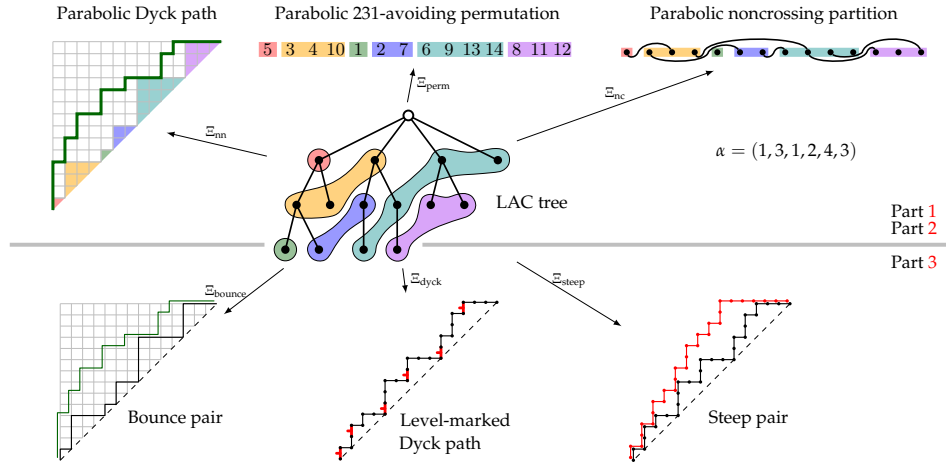 Parabolic Dyck path
Parabolic 231-avoiding permutation
Parabolic noncrossing partition
5 3 4 10 1 2 7 6 9 13 14 8 11 12
Ξperm
Ξnc
Ξnn
α = (1, 3, 1, 2, 4, 3)
LAC tree
Part 1
Part 2
Part 3
Ξbounce
Ξdyck
Ξsteep
Bounce pair
Level-marked
Dyck path
Steep pair